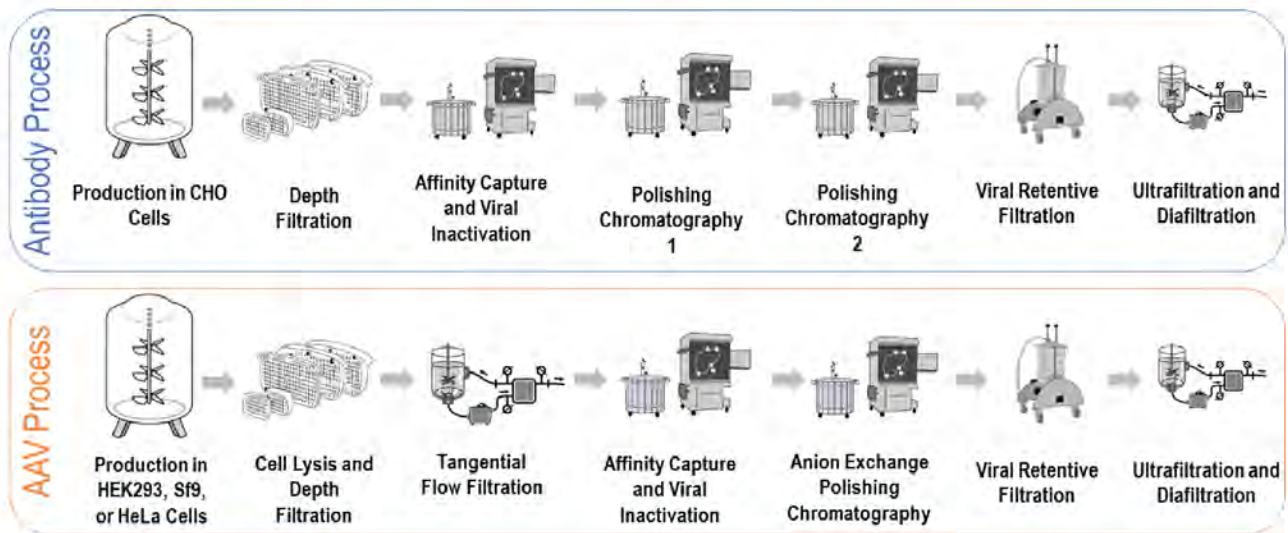 Antibody Process
Production in CHO
Cells
Depth
Filtration
Affinity Capture
and Viral
Inactivation
Polishing
Chromatography
1
Polishing
Chromatography
2
Viral Retentive
Filtration
Ultrafiltration and
Diafiltration
AAV Process
Production in
HEK293, Sf9,
or HeLa Cells
Cell Lysis and
Depth
Filtration
Tangential
Flow Filtration
Affinity Capture
and Viral
Inactivation
Anion Exchange
Polishing
Chromatography
Viral Retentive
Filtration
Ultrafiltration and
Diafiltration